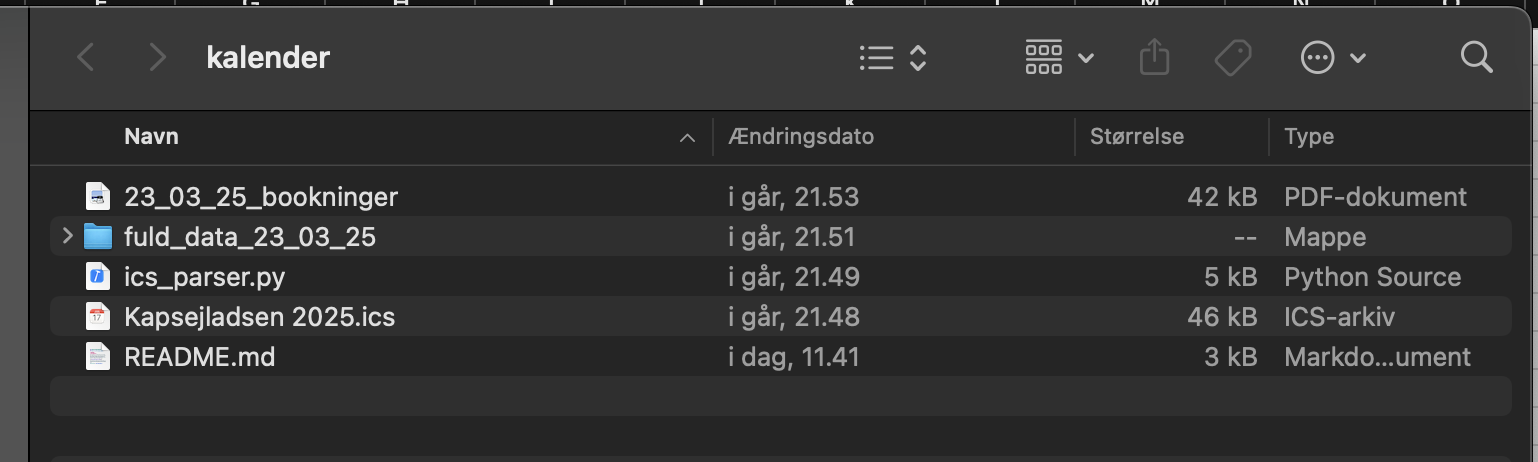 kalender
Navn Ændringsdato Størrelse Type
23_03_25_bookninger i går, 21.53 42 kB PDF-dokument
fuld_data_23_03_25 i går, 21.51 -- Mappe
ics_parser.py i går, 21.49 5 kB Python Source
Kapsejladsen 2025.ics i går, 21.48 46 kB ICS-arkiv
README.md i dag, 11.41 3 kB Markdo...ument